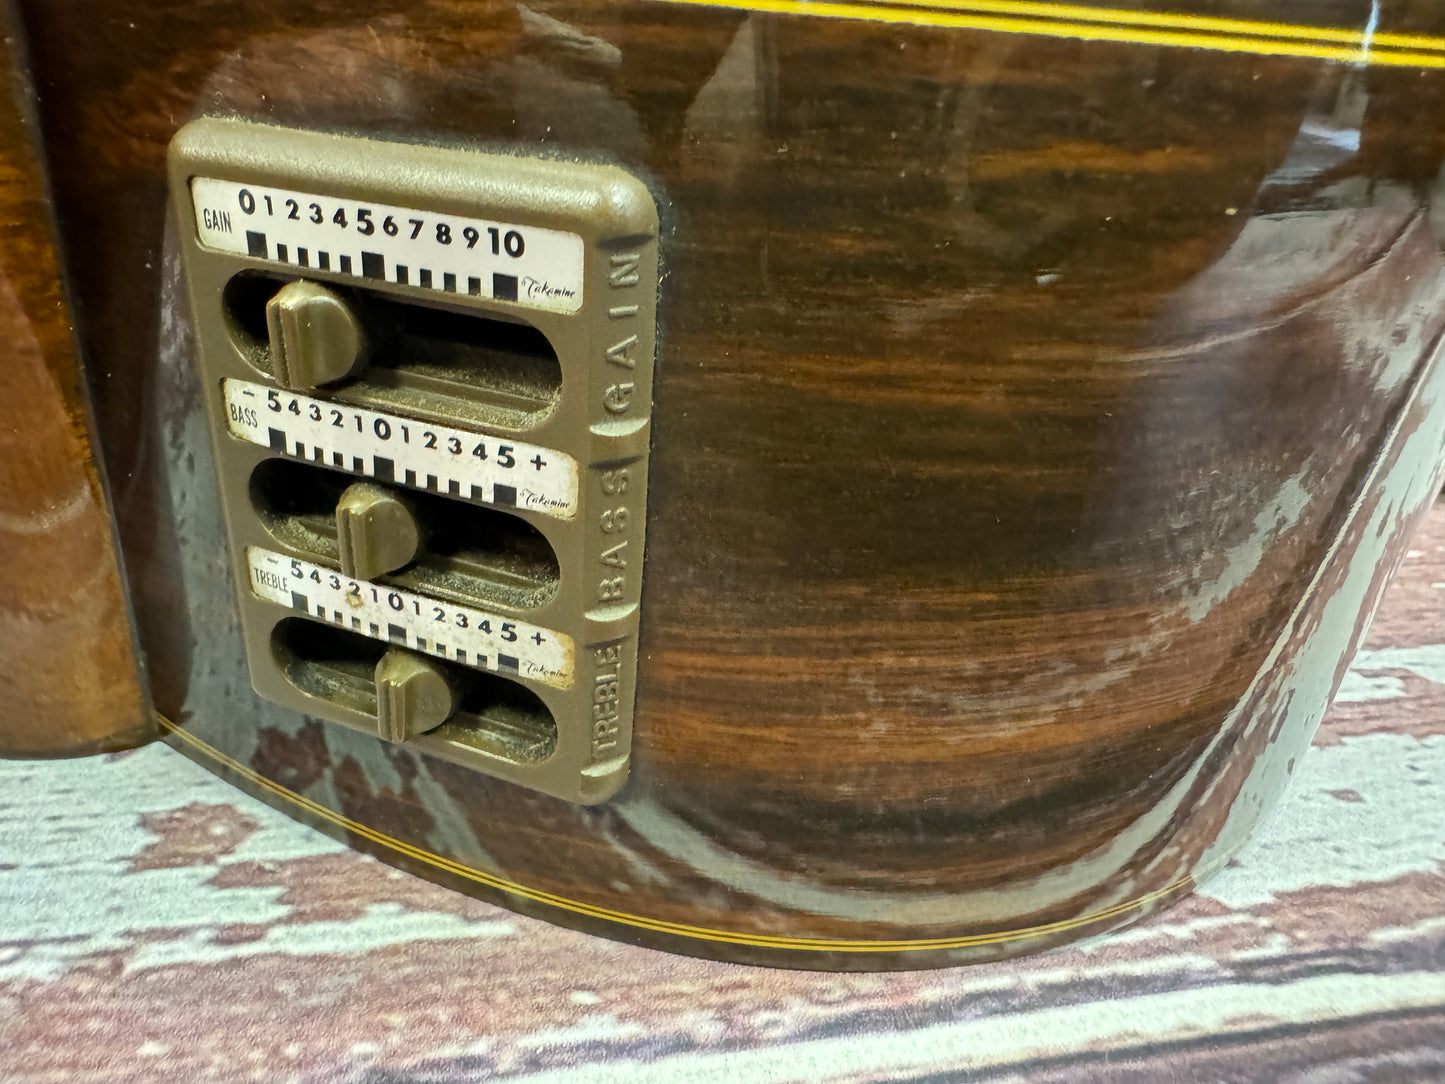 GAIN 0 1 2 3 4 5 6 7 8 9 10
Takamine
GAIN
BASS - 5 4 3 2 1 0 1 2 3 4 5 +
Takamine
BASS
TREBLE - 5 4 3 2 1 0 1 2 3 4 5 +
Takamine
TREBLE